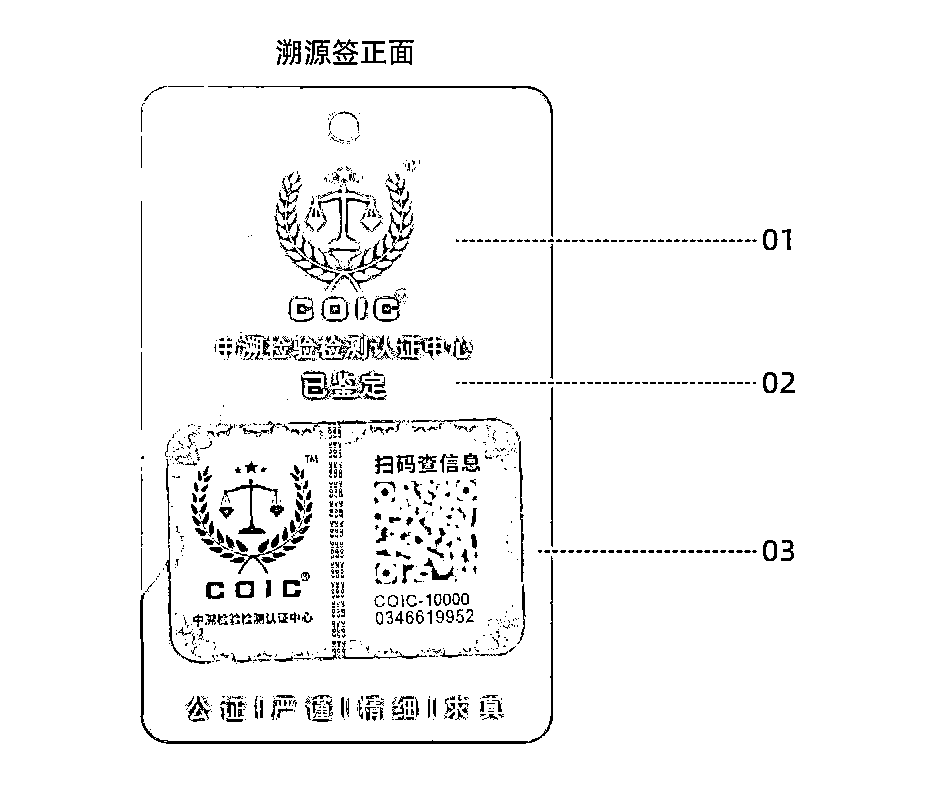 溯源签正面
®
01
COIC®
中溯检验检测认证中心
已鉴定
02
TM
COIC®
中溯检验检测认证中心
扫码查信息
COIC-10000
0346619952
03
公证|严谨|精细|求真